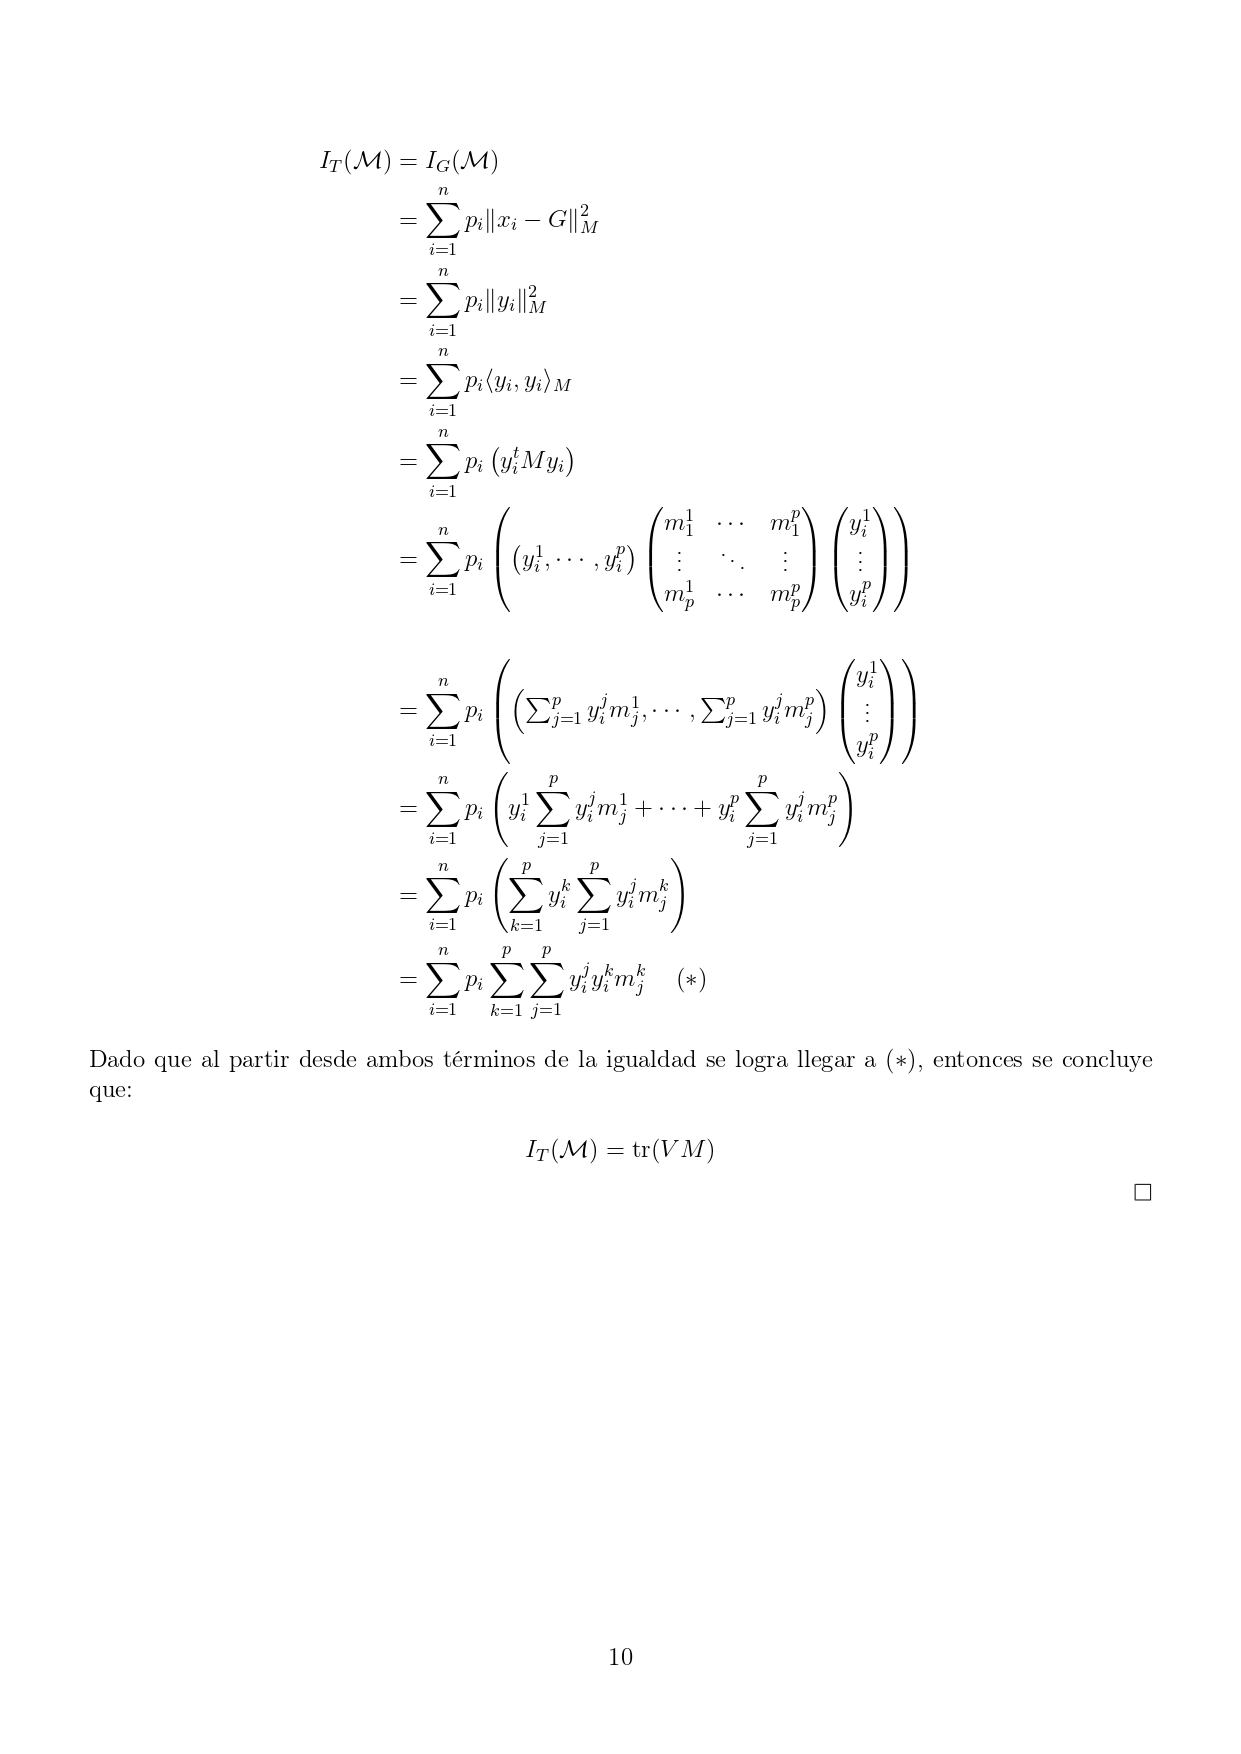 $I_T(\mathcal{M}) = I_G(\mathcal{M})$
$= \sum_{i=1}^{n} p_i \|x_i - G\|_M^2$
$= \sum_{i=1}^{n} p_i \|y_i\|_M^2$
$= \sum_{i=1}^{n} p_i \langle y_i, y_i \rangle_M$
$= \sum_{i=1}^{n} p_i \left( y_i^t M y_i \right)$
$= \sum_{i=1}^{n} p_i \left( \left( y_i^1, \cdots, y_i^p \right) \begin{pmatrix} m_1^1 & \cdots & m_1^p \\ \vdots & \ddots & \vdots \\ m_p^1 & \cdots & m_p^p \end{pmatrix} \begin{pmatrix} y_i^1 \\ \vdots \\ y_i^p \end{pmatrix} \right)$
$= \sum_{i=1}^{n} p_i \left( \left( \sum_{j=1}^{p} y_i^j m_j^1, \cdots, \sum_{j=1}^{p} y_i^j m_j^p \right) \begin{pmatrix} y_i^1 \\ \vdots \\ y_i^p \end{pmatrix} \right)$
$= \sum_{i=1}^{n} p_i \left( y_i^1 \sum_{j=1}^{p} y_i^j m_j^1 + \cdots + y_i^p \sum_{j=1}^{p} y_i^j m_j^p \right)$
$= \sum_{i=1}^{n} p_i \left( \sum_{k=1}^{p} y_i^k \sum_{j=1}^{p} y_i^j m_j^k \right)$
$= \sum_{i=1}^{n} p_i \sum_{k=1}^{p} \sum_{j=1}^{p} y_i^j y_i^k m_j^k \quad (*)$
Dado que al partir desde ambos términos de la igualdad se logra llegar a (∗), entonces se concluye
que:
$I_T(\mathcal{M}) = \mathrm{tr}(VM)$
□
10